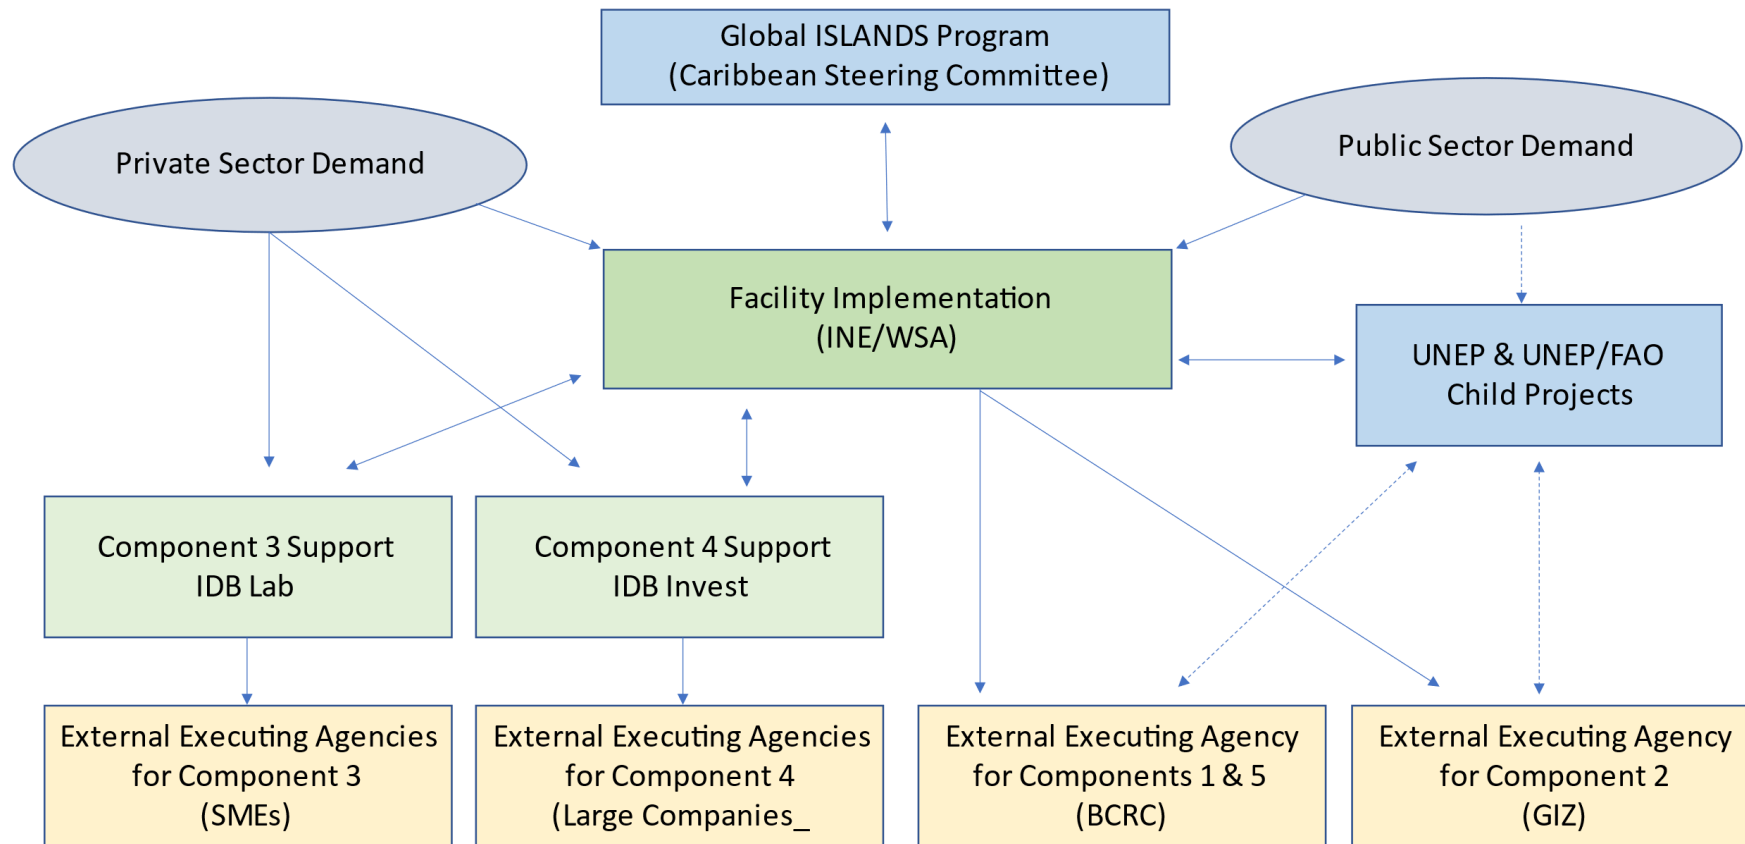 Global ISLANDS Program
(Caribbean Steering Committee)
Private Sector Demand
Public Sector Demand
Facility Implementation
(INE/WSA)
UNEP & UNEP/FAO
Child Projects
Component 3 Support
IDB Lab
Component 4 Support
IDB Invest
External Executing Agencies
for Component 3
(SMEs)
External Executing Agencies
for Component 4
(Large Companies_
External Executing Agency
for Components 1 & 5
(BCRC)
External Executing Agency
for Component 2
(GIZ)